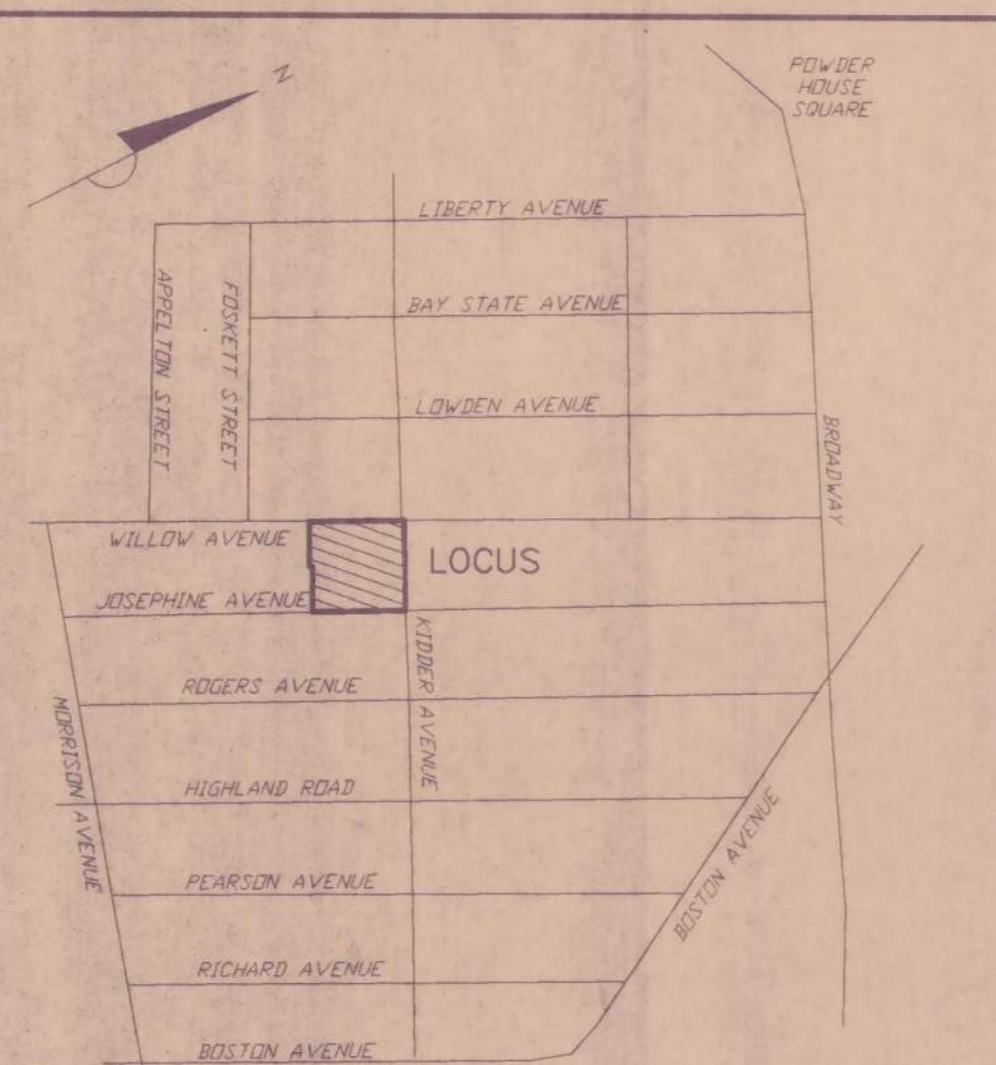 N
POWDER
HOUSE
SQUARE
LIBERTY AVENUE
APPELTON STREET
FOSKETT STREET
BAY STATE AVENUE
LOWDEN AVENUE
BROADWAY
WILLOW AVENUE
LOCUS
JOSEPHINE AVENUE
KIDDER AVENUE
ROGERS AVENUE
MORRISON AVENUE
HIGHLAND ROAD
BOSTON AVENUE
PEARSON AVENUE
RICHARD AVENUE
BOSTON AVENUE